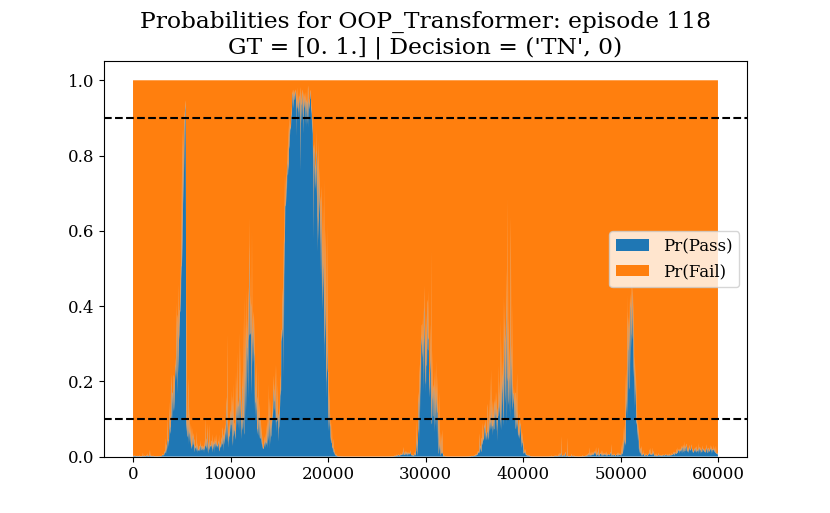 Probabilities for OOP_Transformer: episode 118
GT = [0. 1.] | Decision = ('TN', 0)
1.0
0.8
0.6
0.4
0.2
0.0
Pr(Pass)
Pr(Fail)
0 10000 20000 30000 40000 50000 60000